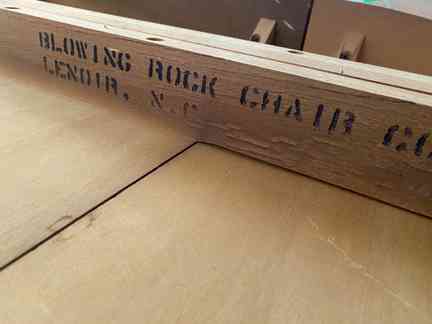 BLOWING ROCK CHAIR CO
LENOIR, N.C